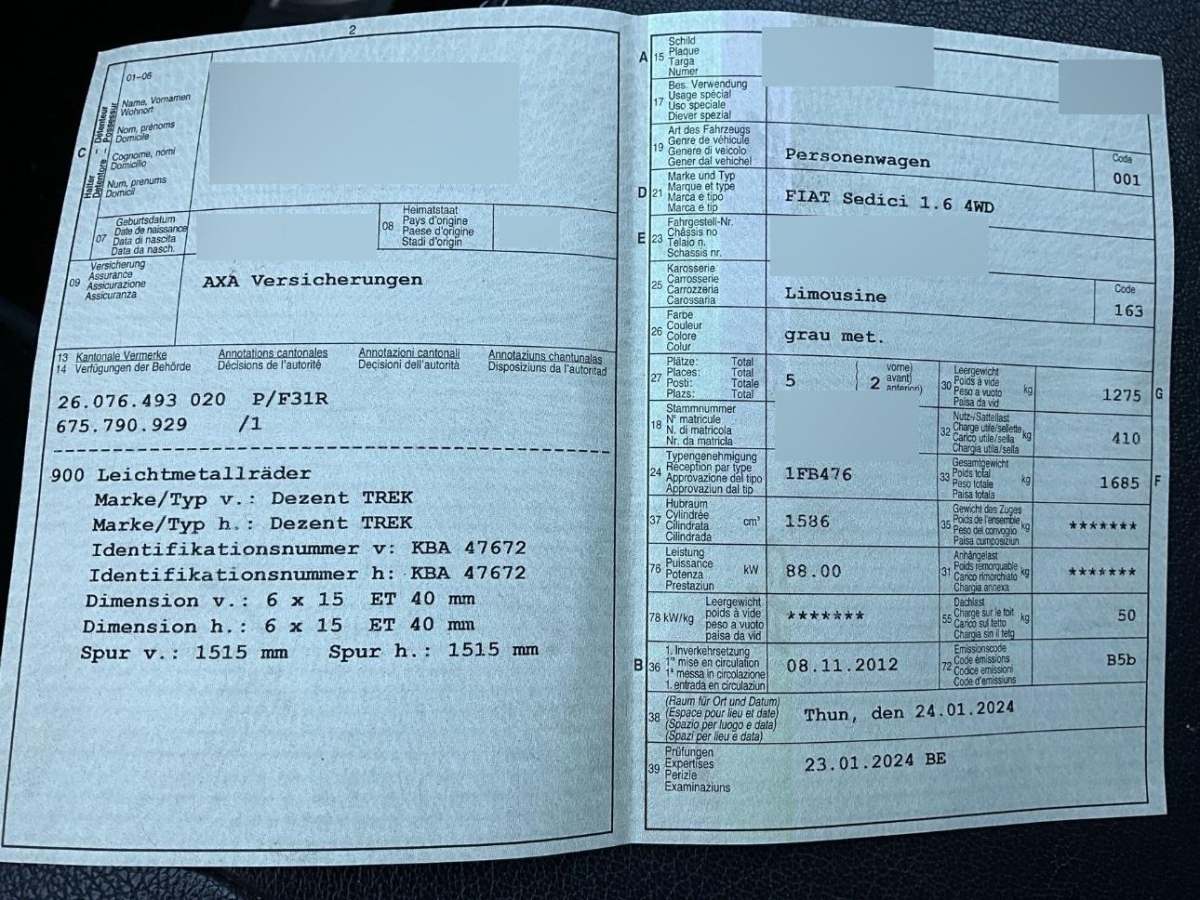 2
01-06
Name, Vornamen
Wohnort
Nom, prénoms
Domicile
Cognome, nomi
Domicilio
Num, prenums
Domicil
C
Halter – Détenteur
Detentore – Possessur
07
Geburtsdatum
Date de naissance
Data di nascita
Data da nasch.
08
Heimatstaat
Pays d'origine
Paese d'origine
Stadi d'origin
09
Versicherung
Assurance
Assicurazione
Assicuranza
AXA Versicherungen
13 Kantonale Vermerke Annotations cantonales Annotazioni cantonali Annotaziuns chantunalas
14 Verfügungen der Behörde Décisions de l'autorité Decisioni dell'autorità Disposiziuns da l'autoritad
26.076.493 020 P/F31R
675.790.929 /1
900 Leichtmetallräder
Marke/Typ v.: Dezent TREK
Marke/Typ h.: Dezent TREK
Identifikationsnummer v: KBA 47672
Identifikationsnummer h: KBA 47672
Dimension v.: 6 x 15 ET 40 mm
Dimension h.: 6 x 15 ET 40 mm
Spur v.: 1515 mm Spur h.: 1515 mm
A 15
Schild
Plaque
Targa
Numer
17
Bes. Verwendung
Usage spécial
Uso speciale
Diever spezial
19
Art des Fahrzeugs
Genre de véhicule
Genere di veicolo
Gener dal vehichel
Personenwagen
Code
001
D 21
Marke und Typ
Marque et type
Marca e tipo
Marca e tip
FIAT Sedici 1.6 4WD
E 23
Fahrgestell-Nr.
Châssis no
Telaio n.
Schassis nr.
25
Karosserie
Carrosserie
Carrozzeria
Carossaria
Limousine
Code
163
26
Farbe
Couleur
Colore
Colur
grau met.
27
Plätze: Total
Places: Total
Posti: Totale
Plazs: Total
5
2
vorne)
avant)
anteriori)
30
Leergewicht
Poids à vide
Peso a vuoto
Paisa da vid
kg
1275
G
18
Stammnummer
N° matricule
N. di matricola
Nr. da matricla
32
Nutz-/Sattellast
Charge utile/sellette
Carico utile/sella
Chargia utila/sella
kg
410
24
Typengenehmigung
Réception par type
Approvazione del tipo
Approvaziun dal tip
1FB476
33
Gesamtgewicht
Poids total
Peso totale
Paisa totala
kg
1685
F
37
Hubraum
Cylindrée
Cilindrata
Cilindrada
cm³
1586
35
Gewicht des Zuges
Poids de l'ensemble
Peso del convoglio
Paisa cumposiziun
kg
*******
76
Leistung
Puissance
Potenza
Prestaziun
kW
88.00
31
Anhängelast
Poids remorquable
Carico rimorchiato
Chargia annexa
kg
*******
78 kW/kg
Leergewicht
poids à vide
peso a vuoto
paisa da vid
*******
55
Dachlast
Charge sur le toit
Carico sul tetto
Chargia sin il tetg
kg
50
B 36
1. Inverkehrsetzung
1re mise en circulation
1a messa in circolazione
1. entrada en circulaziun
08.11.2012
72
Emissionscode
Code émissions
Codice emissioni
Code d'emissiuns
B5b
38
(Raum für Ort und Datum)
(Espace pour lieu et date)
(Spazio per luogo e data)
(Spazi per lieu e data)
Thun, den 24.01.2024
39
Prüfungen
Expertises
Perizie
Examinaziuns
23.01.2024 BE